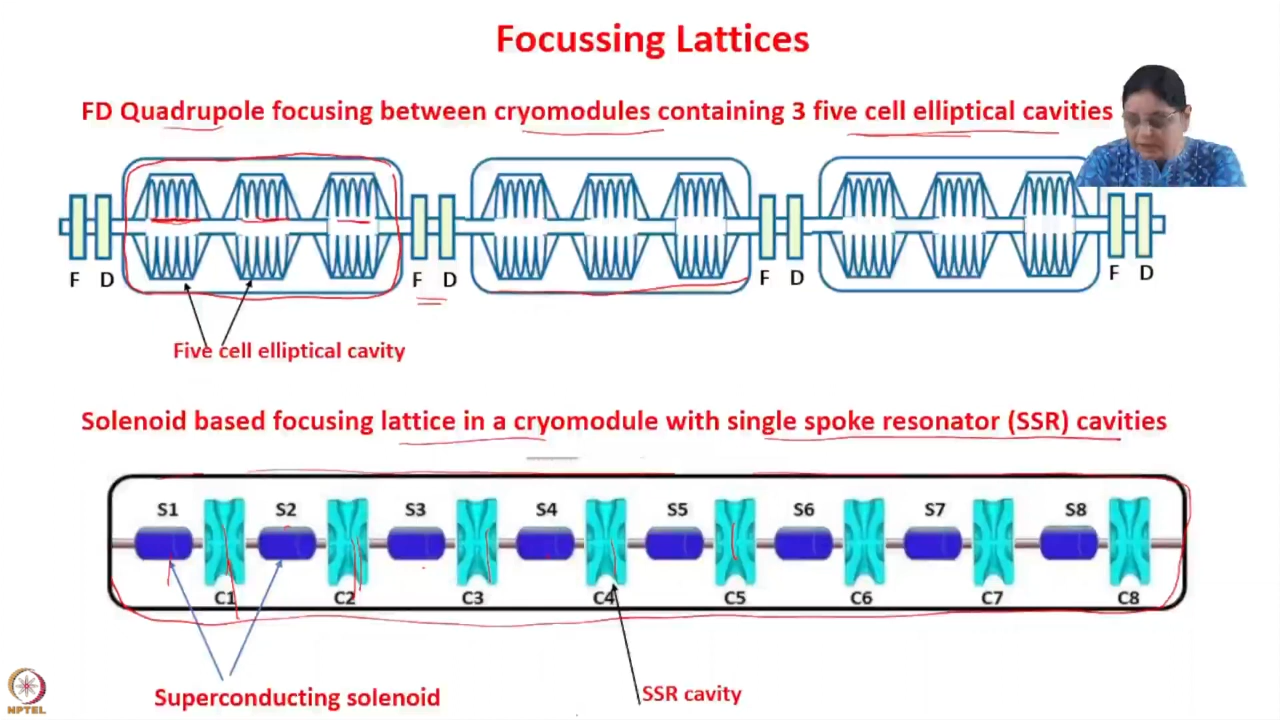 Focussing Lattices
FD Quadrupole focusing between cryomodules containing 3 five cell elliptical cavities
F D F D F D F D
Five cell elliptical cavity
Solenoid based focusing lattice in a cryomodule with single spoke resonator (SSR) cavities
S1 S2 S3 S4 S5 S6 S7 S8
C1 C2 C3 C4 C5 C6 C7 C8
Superconducting solenoid
SSR cavity
NPTEL